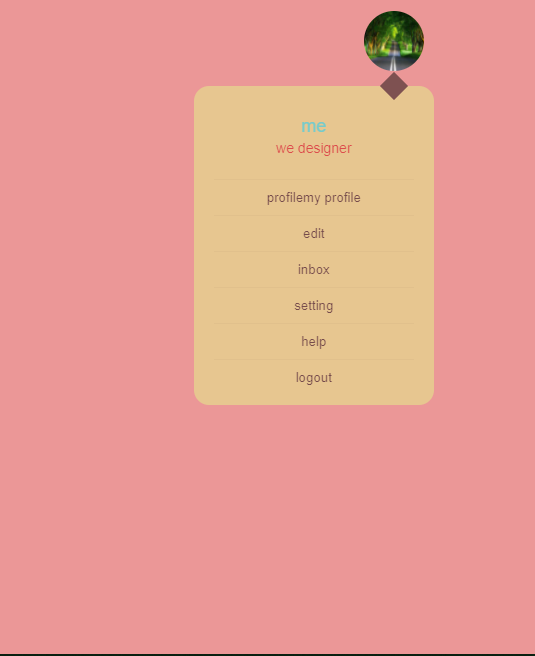 me
we designer
profilemy profile
edit
inbox
setting
help
logout